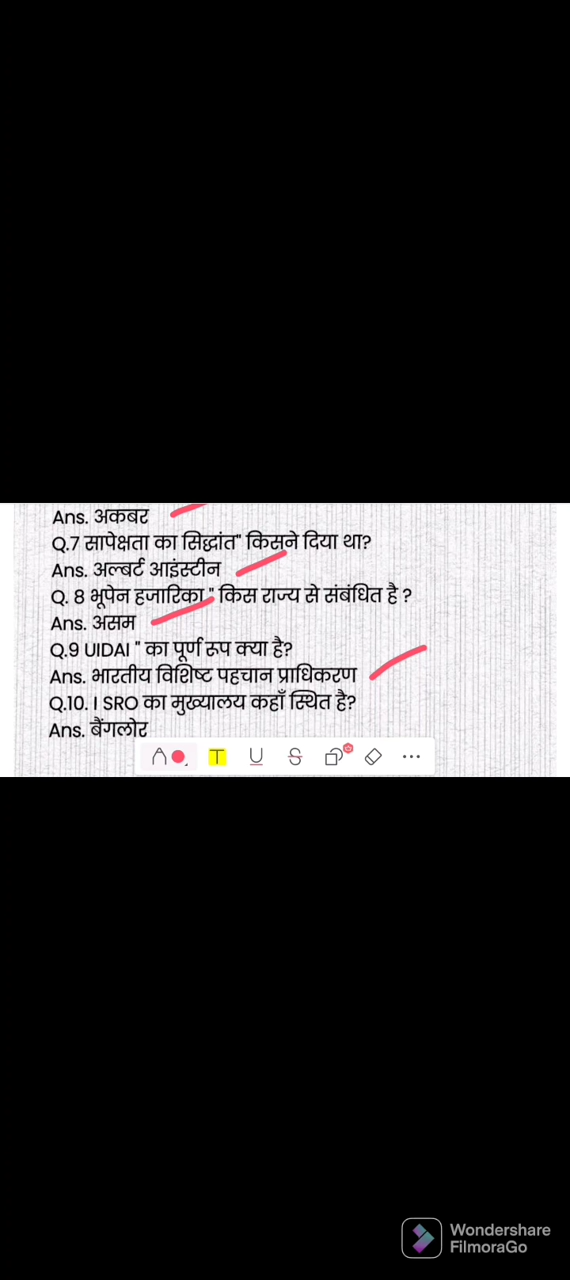 Ans. अकबर
Q.7 सापेक्षता का सिद्धांत" किसने दिया था?
Ans. अल्बर्ट आइंस्टीन
Q. 8 भूपेन हजारिका " किस राज्य से संबंधित है ?
Ans. असम
Q.9 UIDAI " का पूर्ण रूप क्या है?
Ans. भारतीय विशिष्ट पहचान प्राधिकरण
Q.10. I SRO का मुख्यालय कहाँ स्थित है?
Ans. बैंगलोर
Wondershare
FilmoraGo